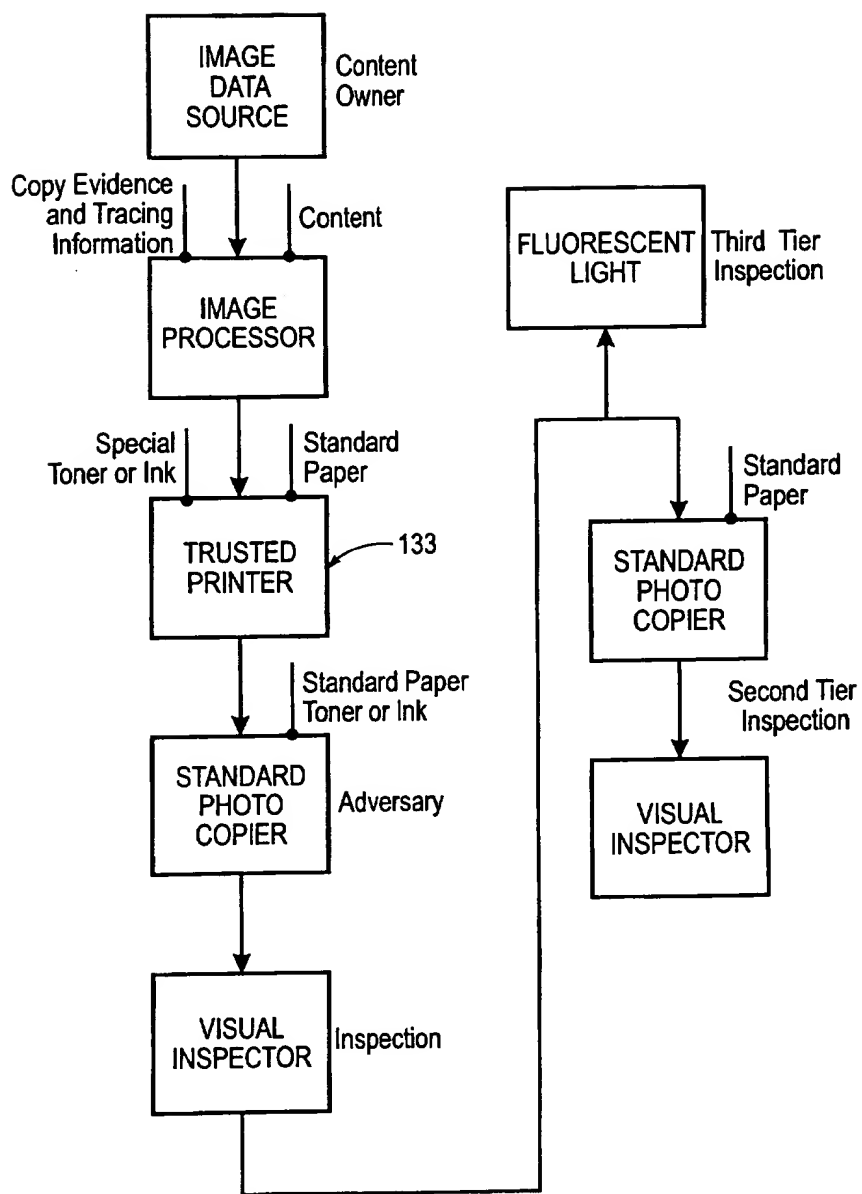 IMAGE
DATA
SOURCE
Content
Owner
Copy Evidence
and Tracing
Information
Content
IMAGE
PROCESSOR
Special
Toner or Ink
Standard
Paper
TRUSTED
PRINTER
133
Standard Paper
Toner or Ink
STANDARD
PHOTO
COPIER
Adversary
VISUAL
INSPECTOR
Inspection
FLUORESCENT
LIGHT
Third Tier
Inspection
Standard
Paper
STANDARD
PHOTO
COPIER
Second Tier
Inspection
VISUAL
INSPECTOR